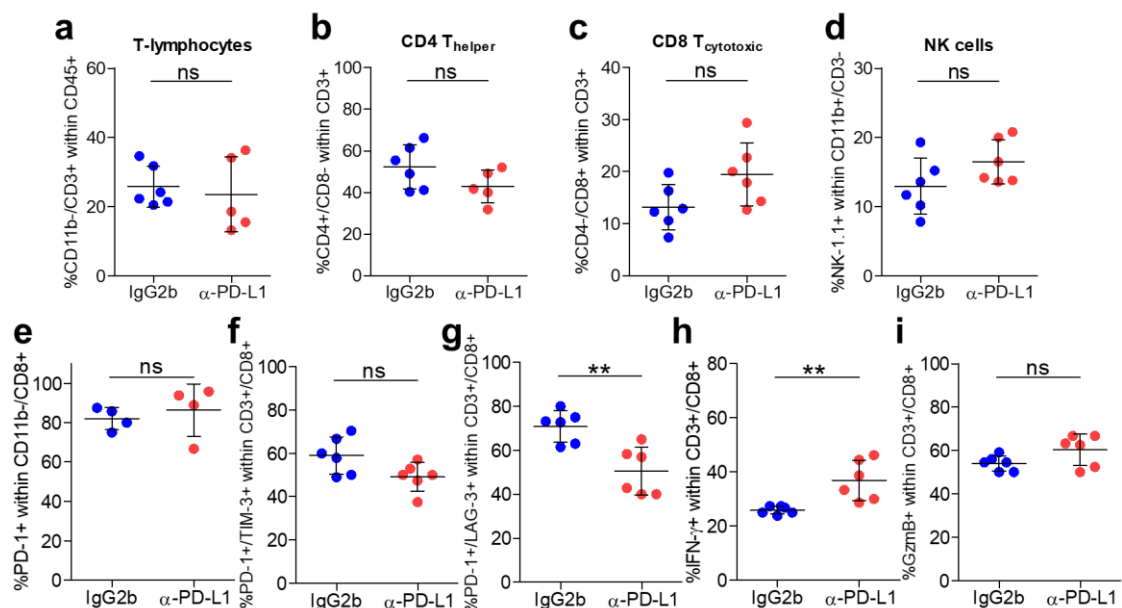 a
T-lymphocytes
%CD11b-/CD3+ within CD45+
60
40
20
0
ns
IgG2b α-PD-L1
b
CD4 Thelper
%CD4+/CD8- within CD3+
100
80
60
40
20
0
ns
IgG2b α-PD-L1
c
CD8 Tcytotoxic
%CD4-/CD8+ within CD3+
40
30
20
10
0
ns
IgG2b α-PD-L1
d
NK cells
%NK-1.1+ within CD11b+/CD3-
30
20
10
0
ns
IgG2b α-PD-L1
e
%PD-1+ within CD11b-/CD8+
100
80
60
40
20
0
ns
IgG2b α-PD-L1
f
%PD-1+/TIM-3+ within CD3+/CD8+
100
80
60
40
20
0
ns
IgG2b α-PD-L1
g
%PD-1+/LAG-3+ within CD3+/CD8+
100
80
60
40
20
0
**
IgG2b α-PD-L1
h
%IFN-γ+ within CD3+/CD8+
80
60
40
20
0
**
IgG2b α-PD-L1
i
%GzmB+ within CD3+/CD8+
100
80
60
40
20
0
ns
IgG2b α-PD-L1